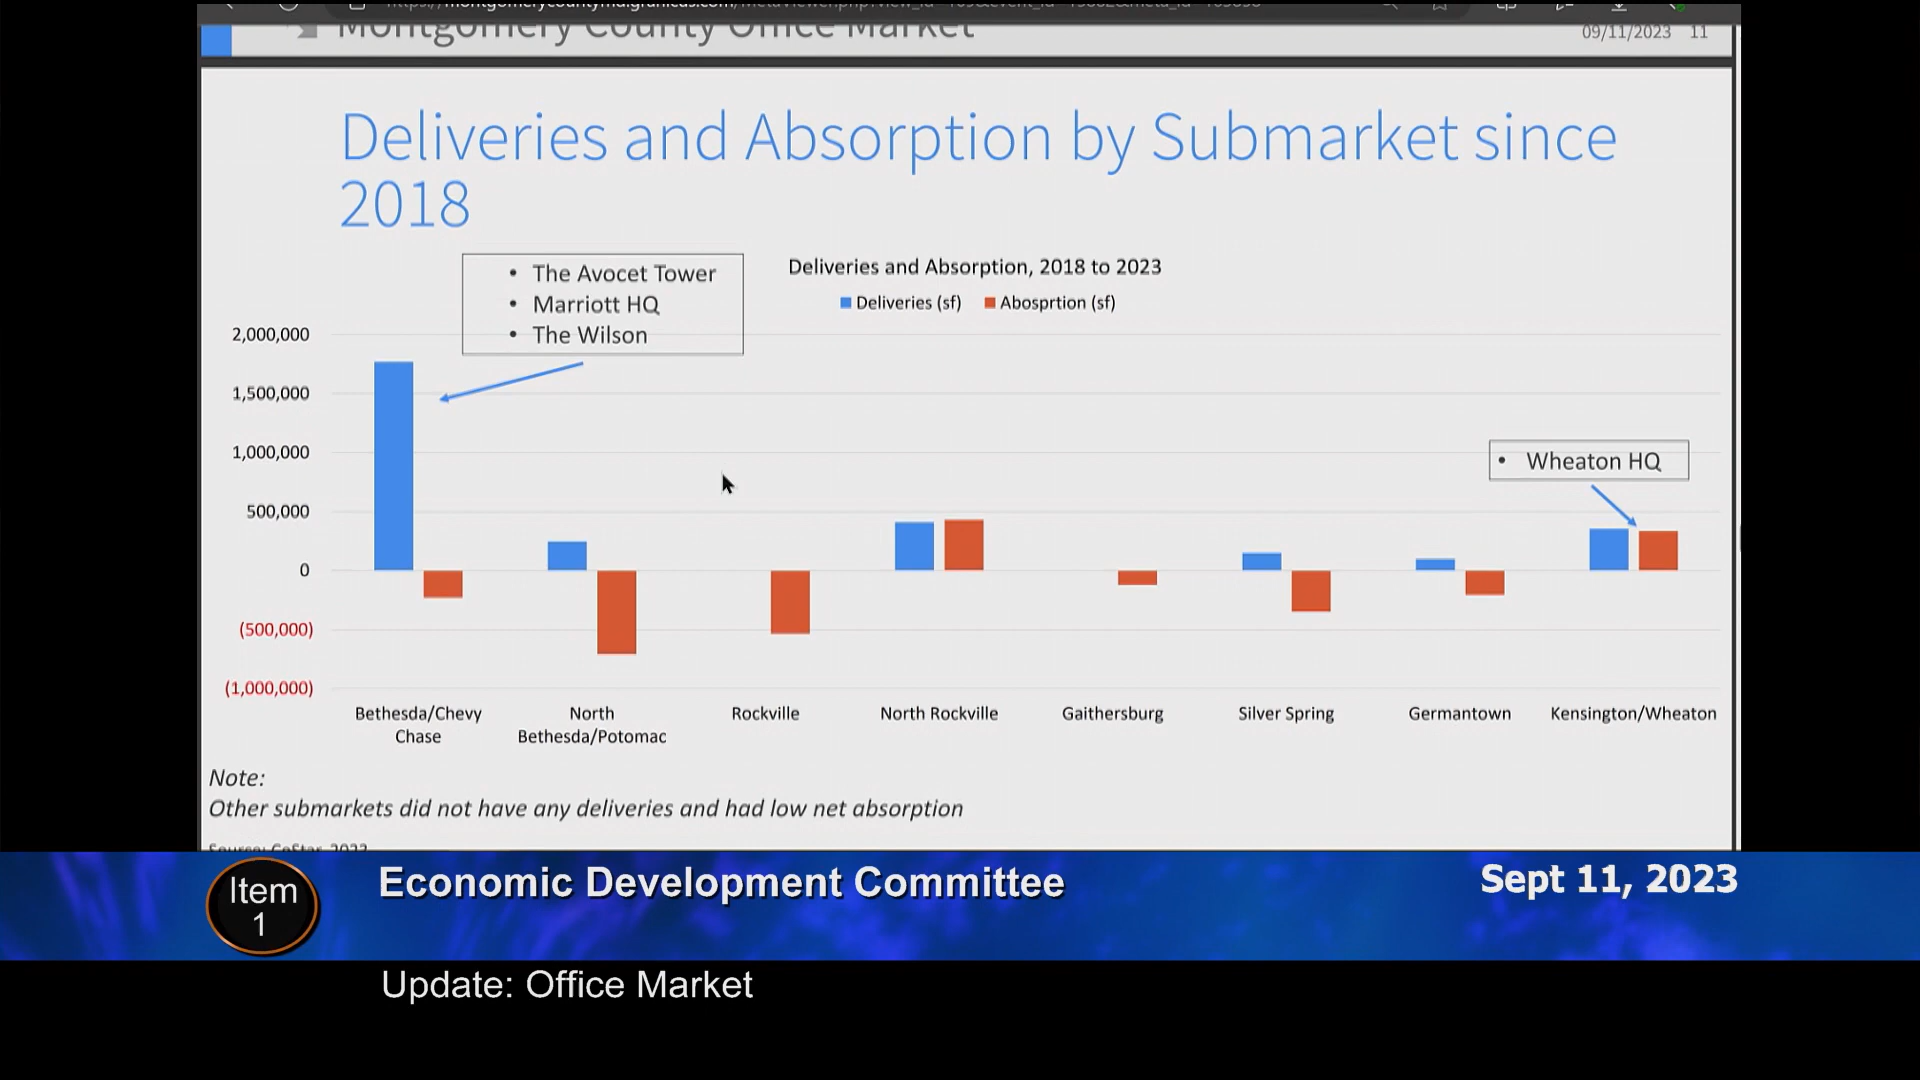 Montgomery County Office Market
09/11/2023 11
Deliveries and Absorption by Submarket since
2018
• The Avocet Tower
• Marriott HQ
• The Wilson
Deliveries and Absorption, 2018 to 2023
Deliveries (sf) Abosprtion (sf)
2,000,000
1,500,000
1,000,000
500,000
0
(500,000)
(1,000,000)
• Wheaton HQ
Bethesda/Chevy
Chase
North
Bethesda/Potomac
Rockville
North Rockville
Gaithersburg
Silver Spring
Germantown
Kensington/Wheaton
Note:
Other submarkets did not have any deliveries and had low net absorption
Source: CoStar, 2023
Item
1
Economic Development Committee
Sept 11, 2023
Update: Office Market